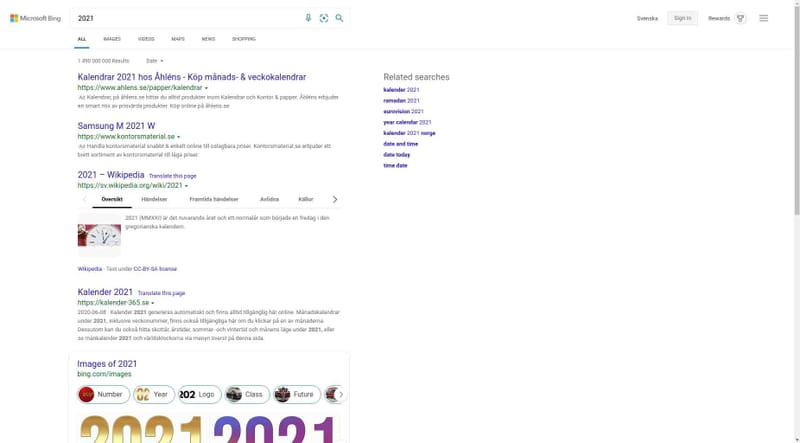 Microsoft Bing
2021
Svenska
Sign in
Rewards
ALL
IMAGES
VIDEOS
MAPS
NEWS
SHOPPING
1 490 000 000 Results
Date
Kalendrar 2021 hos Åhléns - Köp månads- & veckokalendrar
https://www.ahlens.se/papper/kalendrar
Ad Kalendrar, på åhlens.se hittar du alltid produkter inom Kalendrar och Kontor & papper. Åhléns erbjuder
en smart mix av prisvärda produkter. Köp online på åhlens.se
Samsung M 2021 W
https://www.kontorsmaterial.se
Ad Handla kontorsmaterial snabbt & enkelt online till oslagbara priser. Kontorsmaterial.se erbjuder ett
brett sortiment av kontorsmaterial till låga priser.
2021 – Wikipedia Translate this page
https://sv.wikipedia.org/wiki/2021
Översikt
Händelser
Framtida händelser
Avlidna
Källor
2021 (MMXXI) är det nuvarande året och ett normalår som började en fredag i den
gregorianska kalendern.
Wikipedia · Text under CC-BY-SA license
Kalender 2021 Translate this page
https://kalender-365.se
2020-06-08 · Kalender 2021 genereras automatiskt och finns alltid tillgänglig här online. Månadskalendrar
under 2021, inklusive veckonummer, finns också tillgängliga här om du klickar på en av månaderna.
Dessutom kan du också hitta skottår, årstider, sommar- och vintertid och månens läge under 2021, eller
se månkalender 2021 och världsklockorna via menyn överst på denna sida.
Images of 2021
bing.com/images
Number
02 Year
202 Logo
Class
Future
2021
2021
Related searches
kalender 2021
ramadan 2021
eurovision 2021
year calendar 2021
kalender 2021 norge
date and time
date today
time date